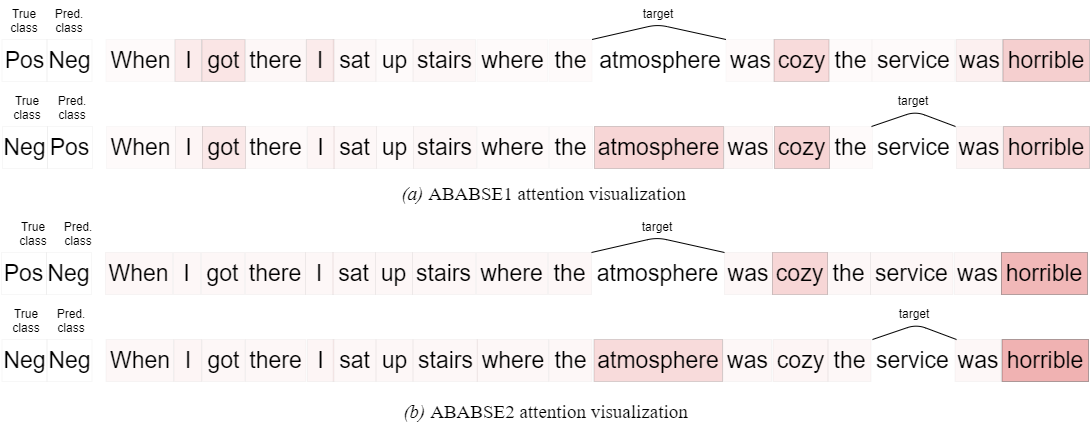 True Pred. target
class class
Pos Neg When I got there I sat up stairs where the atmosphere was cozy the service was horrible
True Pred. target
class class
Neg Pos When I got there I sat up stairs where the atmosphere was cozy the service was horrible
(a) ABABSE1 attention visualization
True Pred. target
class class
Pos Neg When I got there I sat up stairs where the atmosphere was cozy the service was horrible
True Pred. target
class class
Neg Neg When I got there I sat up stairs where the atmosphere was cozy the service was horrible
(b) ABABSE2 attention visualization